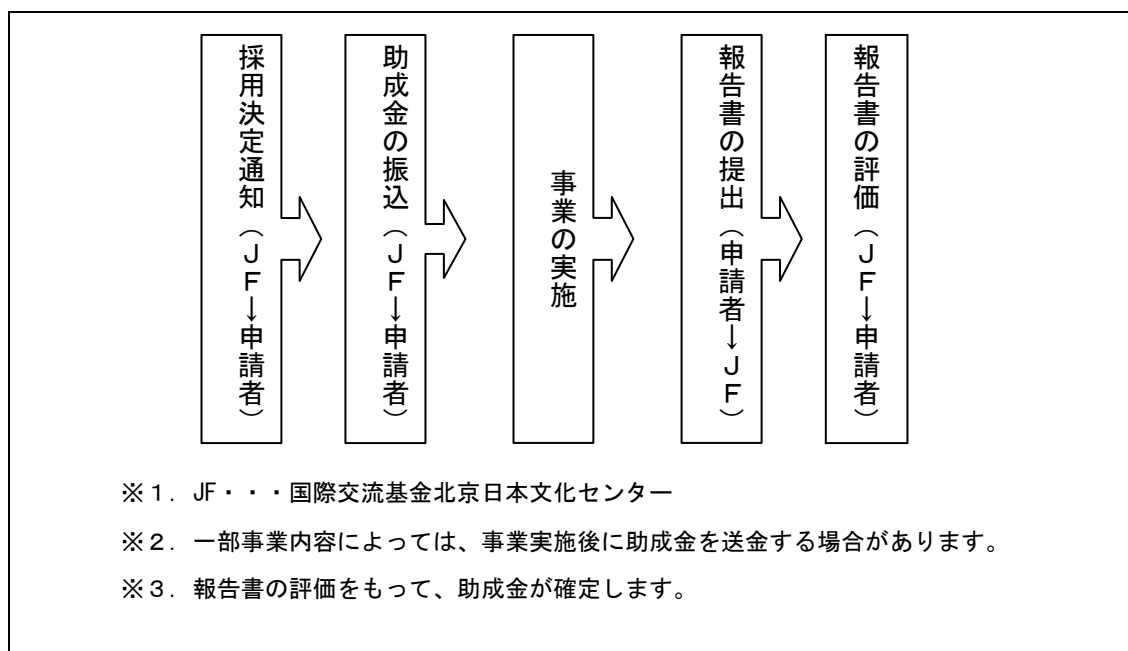 採用決定通知（ＪＦ→申請者）
助成金の振込（ＪＦ→申請者）
事業の実施
報告書の提出（申請者→ＪＦ）
報告書の評価（ＪＦ→申請者）
※１．JF・・・国際交流基金北京日本文化センター
※２．一部事業内容によっては、事業実施後に助成金を送金する場合があります。
※３．報告書の評価をもって、助成金が確定します。